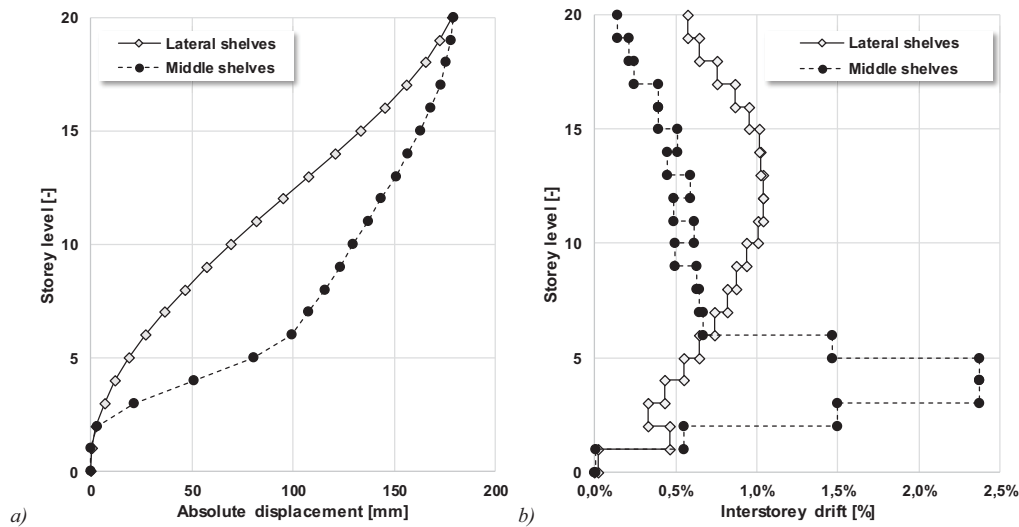 20
15
10
5
0
Storey level [-]
Lateral shelves
Middle shelves
0 50 100 150 200
Absolute displacement [mm]
a)
20
15
10
5
0
Storey level [-]
Lateral shelves
Middle shelves
0,0% 0,5% 1,0% 1,5% 2,0% 2,5%
Interstorey drift [%]
b)